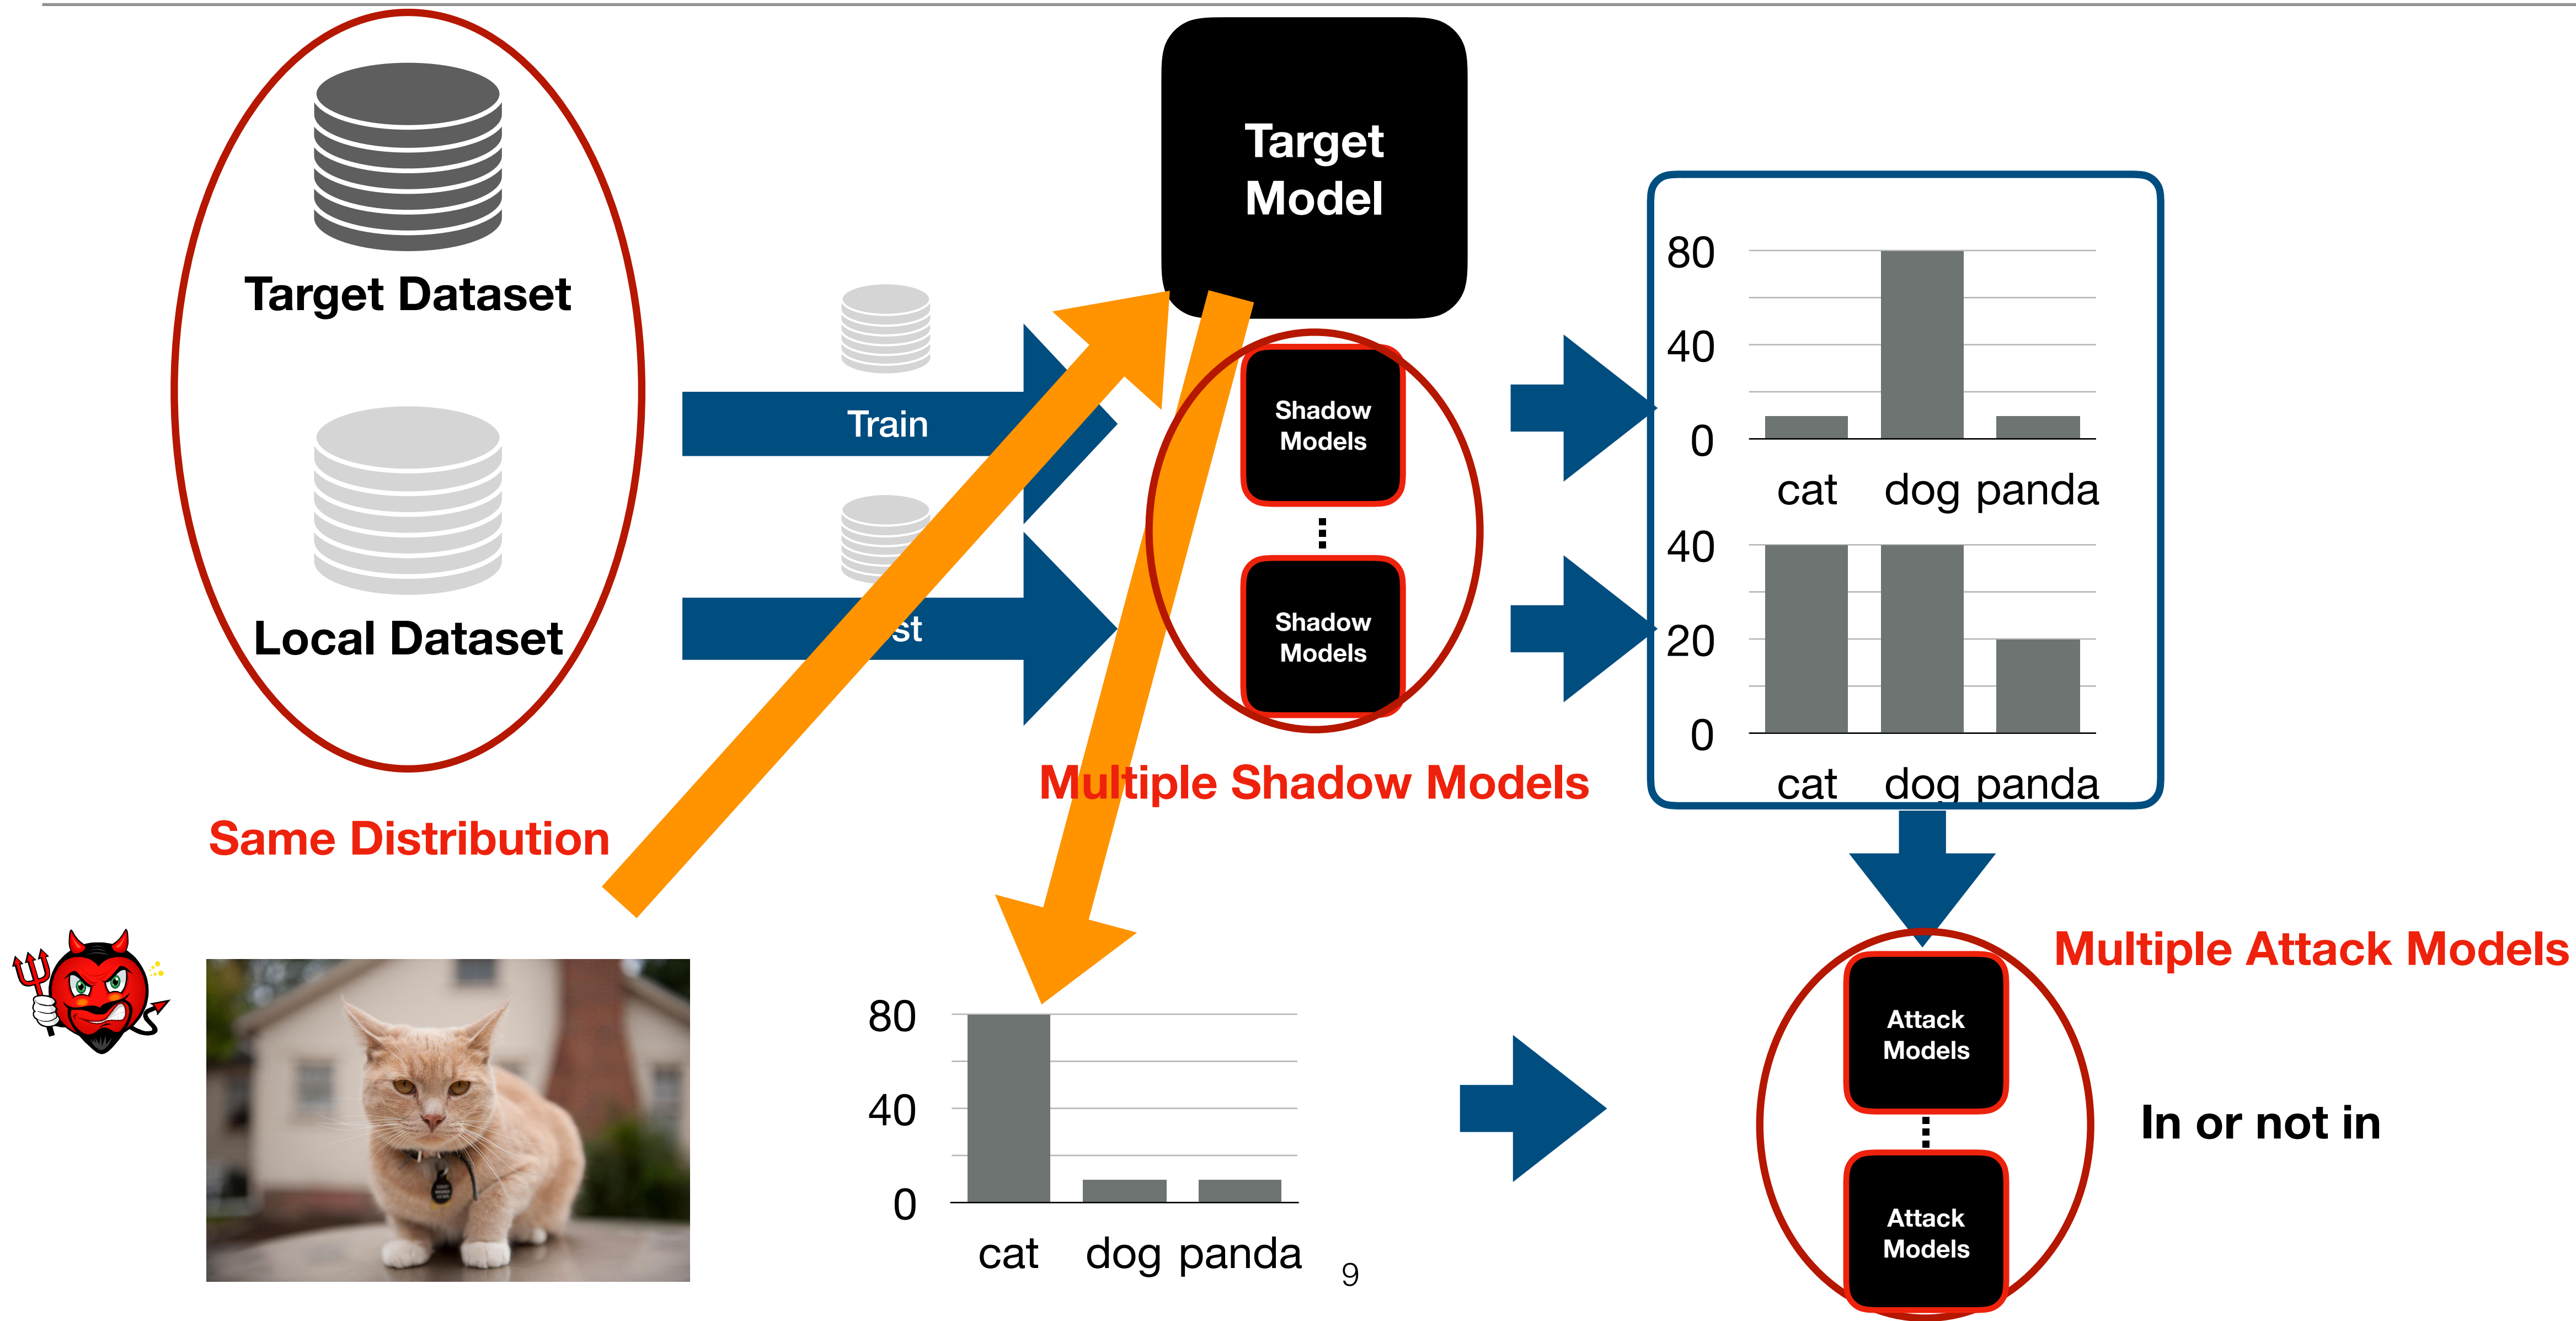 Target
Model
Target Dataset
80
40
0
cat dog panda
Train
Shadow
Models
Shadow
Models
st
Local Dataset
40
20
0
cat dog panda
Multiple Shadow Models
Same Distribution
Multiple Attack Models
80
40
0
cat dog panda
Attack
Models
Attack
Models
In or not in
9